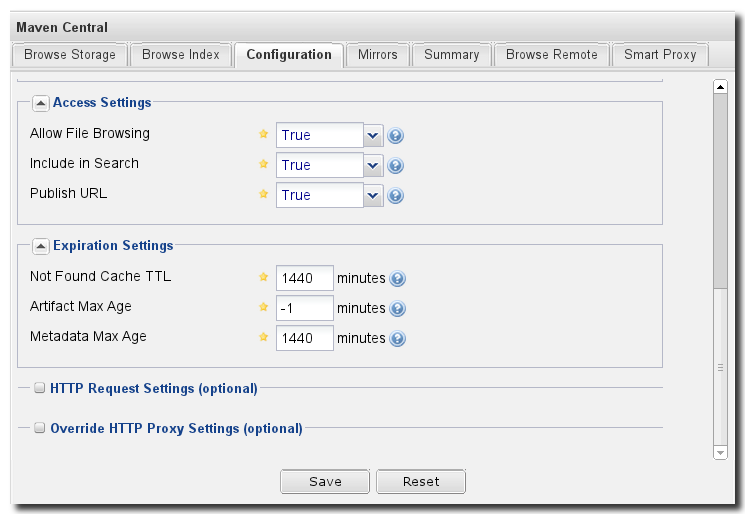 Maven Central
Browse Storage Browse Index Configuration Mirrors Summary Browse Remote Smart Proxy
Access Settings
Allow File Browsing True ?
Include in Search True ?
Publish URL True ?
Expiration Settings
Not Found Cache TTL 1440 minutes ?
Artifact Max Age -1 minutes ?
Metadata Max Age 1440 minutes ?
HTTP Request Settings (optional)
Override HTTP Proxy Settings (optional)
Save Reset